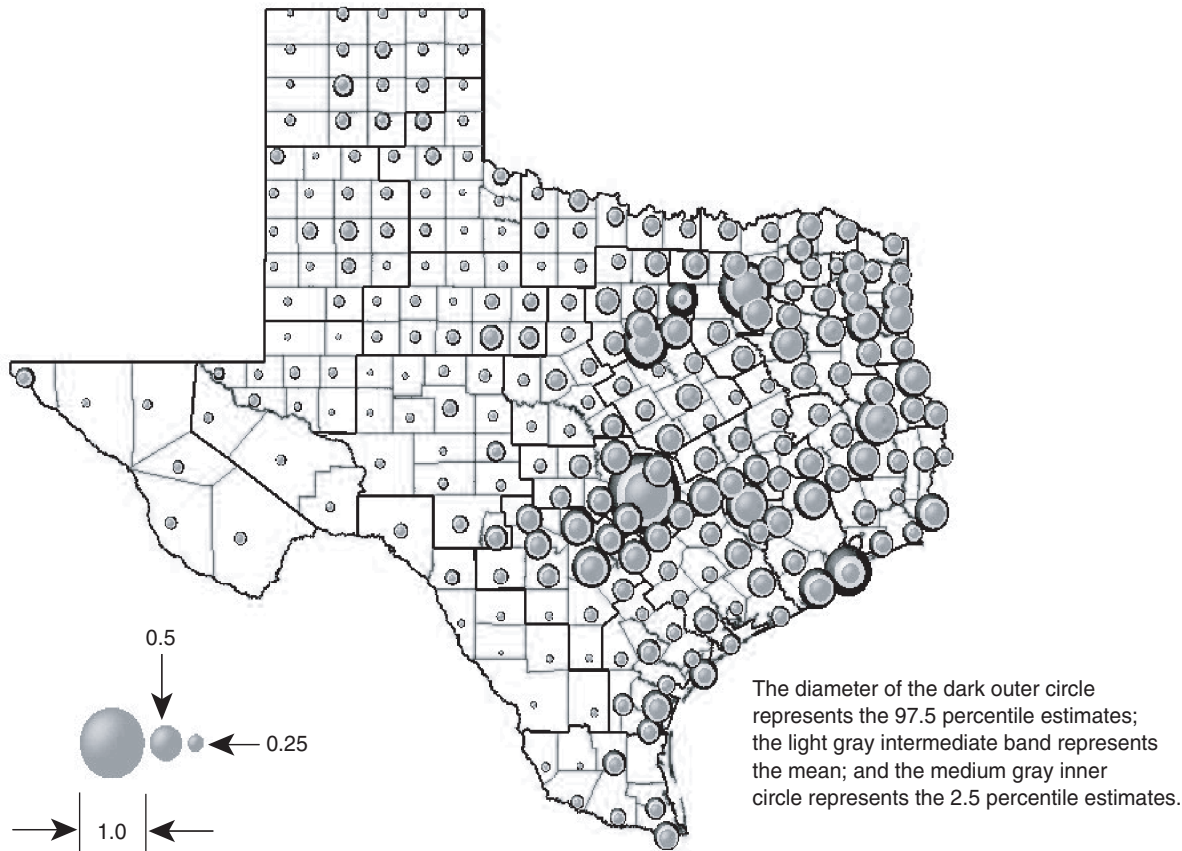 0.5
0.25
1.0
The diameter of the dark outer circle
represents the 97.5 percentile estimates;
the light gray intermediate band represents
the mean; and the medium gray inner
circle represents the 2.5 percentile estimates.